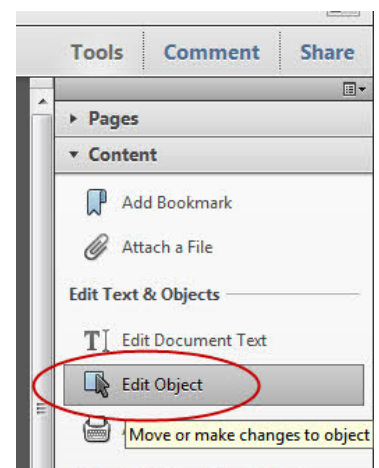 Tools Comment Share
Pages
Content
Add Bookmark
Attach a File
Edit Text & Objects
Edit Document Text
Edit Object
Move or make changes to object